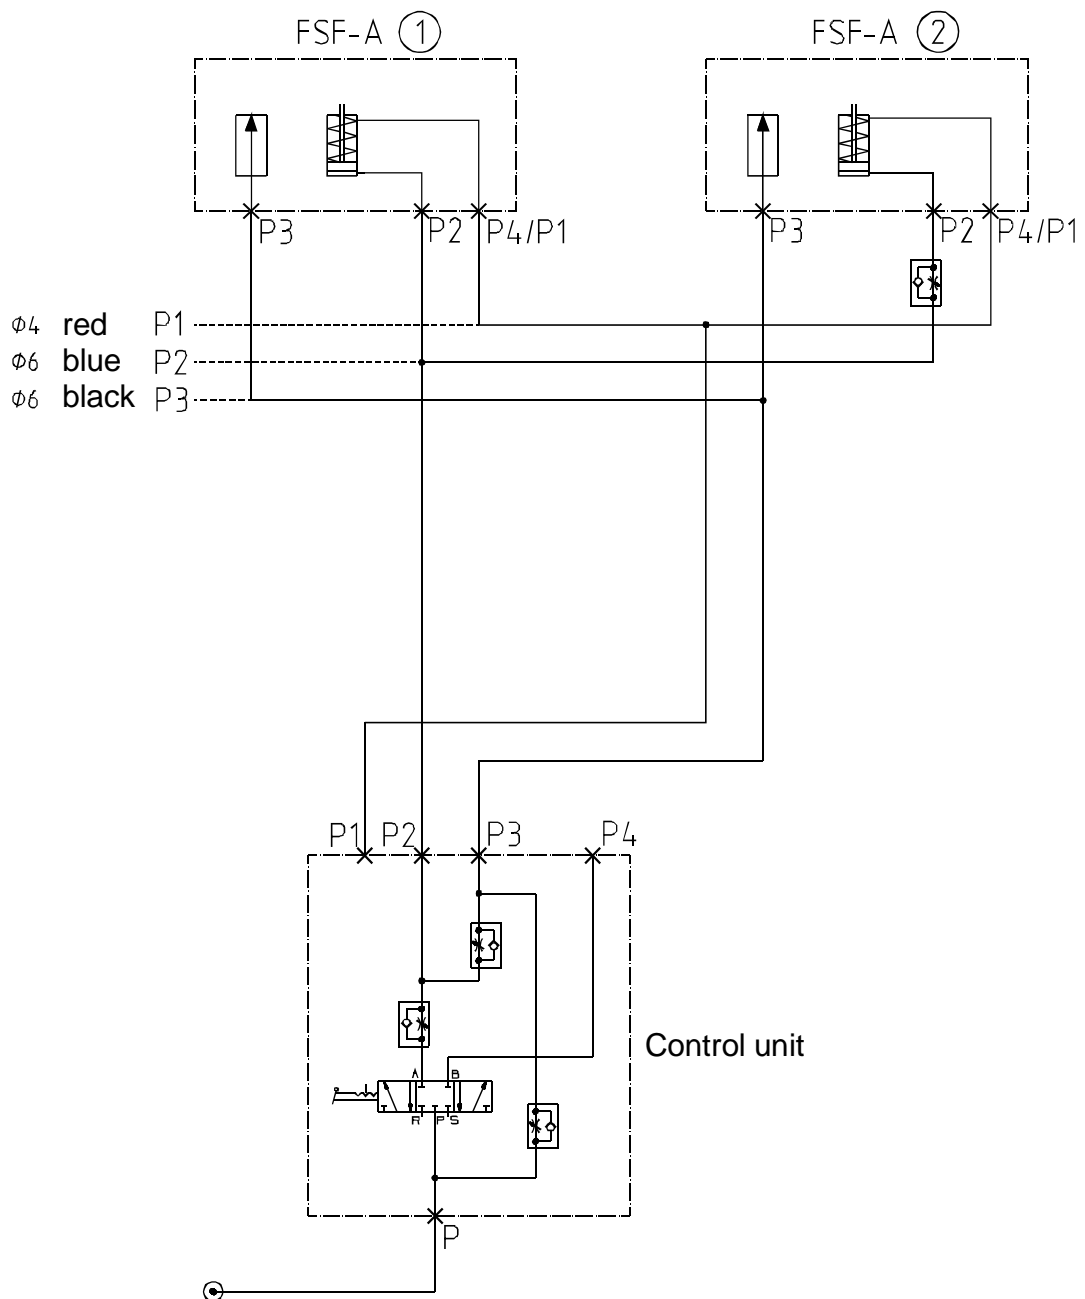 FSF-A 1
FSF-A 2
P3
P2
P4/P1
P3
P2
P4/P1
Φ4 red P1
Φ6 blue P2
Φ6 black P3
P1
P2
P3
P4
Control unit
A B
R P S
P